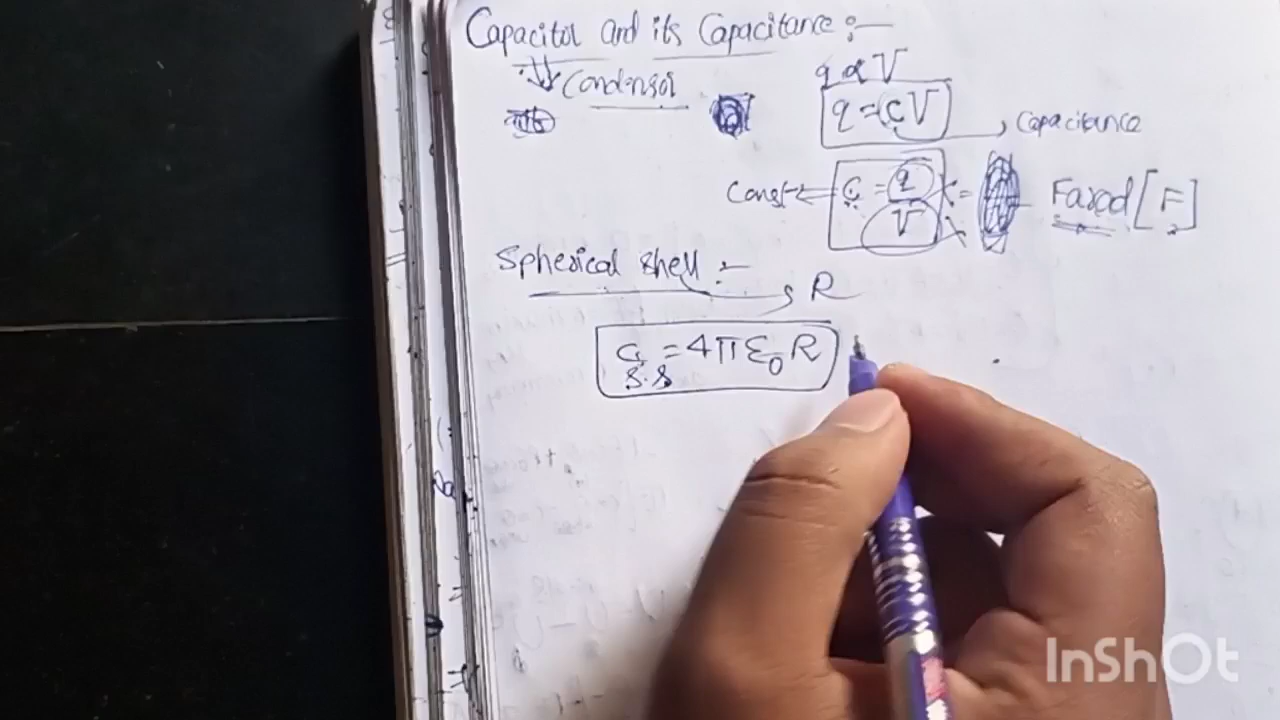 Capacitor and its Capacitance :-
Condensor
q ∝ V
q = CV
Capacitance
Const
C = q/V
= Farad [F]
Spherical shell :-
R
C = 4πε₀R
s.s
InShOt